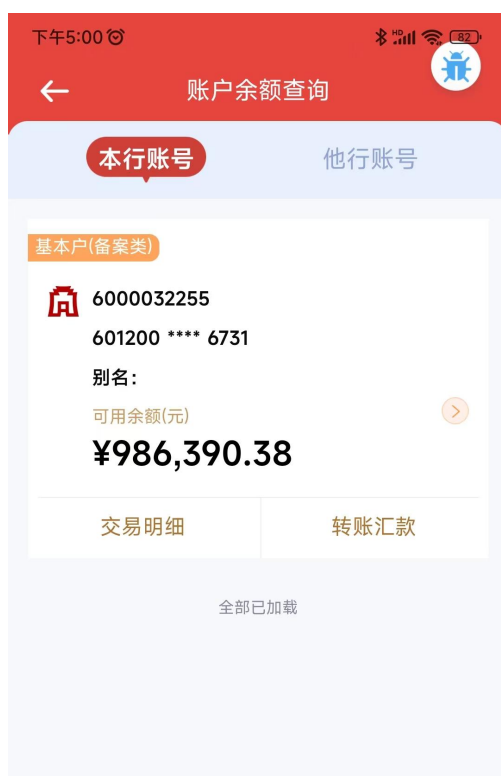 下午5:00
HD 82
账户余额查询
本行账号 他行账号
基本户(备案类)
6000032255
601200 **** 6731
别名：
可用余额(元)
¥986,390.38
交易明细 转账汇款
全部已加载